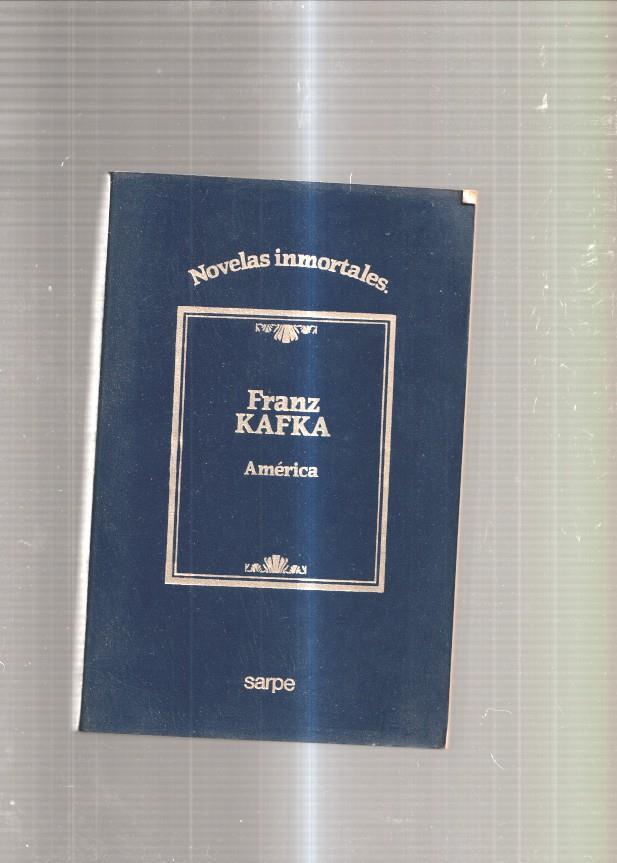 Novelas inmortales.
Franz
KAFKA
América
sarpe